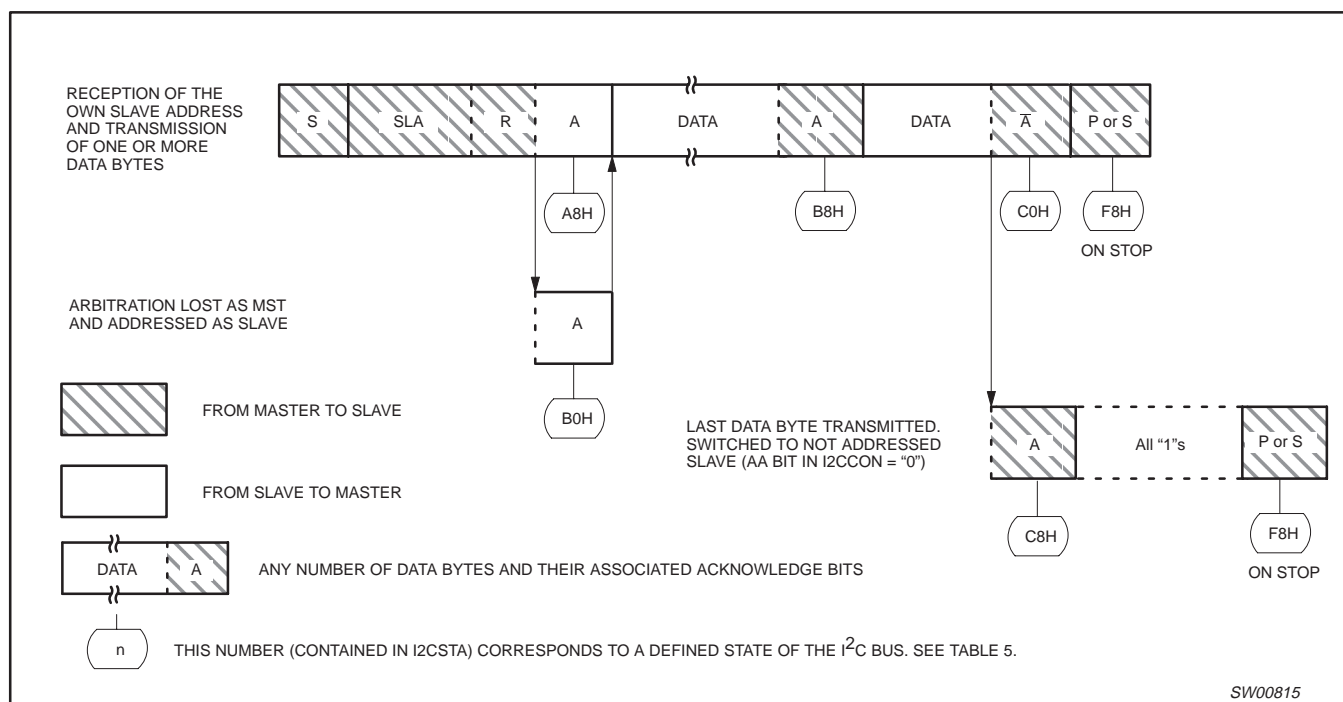 RECEPTION OF THE
OWN SLAVE ADDRESS
AND TRANSMISSION
OF ONE OR MORE
DATA BYTES
S SLA R A DATA A DATA A̅ P or S
A8H B8H C0H F8H
ON STOP
ARBITRATION LOST AS MST
AND ADDRESSED AS SLAVE
A
B0H
FROM MASTER TO SLAVE
LAST DATA BYTE TRANSMITTED.
SWITCHED TO NOT ADDRESSED
SLAVE (AA BIT IN I2CCON = “0”)
A All “1”s P or S
C8H F8H
ON STOP
FROM SLAVE TO MASTER
DATA A ANY NUMBER OF DATA BYTES AND THEIR ASSOCIATED ACKNOWLEDGE BITS
n THIS NUMBER (CONTAINED IN I2CSTA) CORRESPONDS TO A DEFINED STATE OF THE I²C BUS. SEE TABLE 5.
SW00815